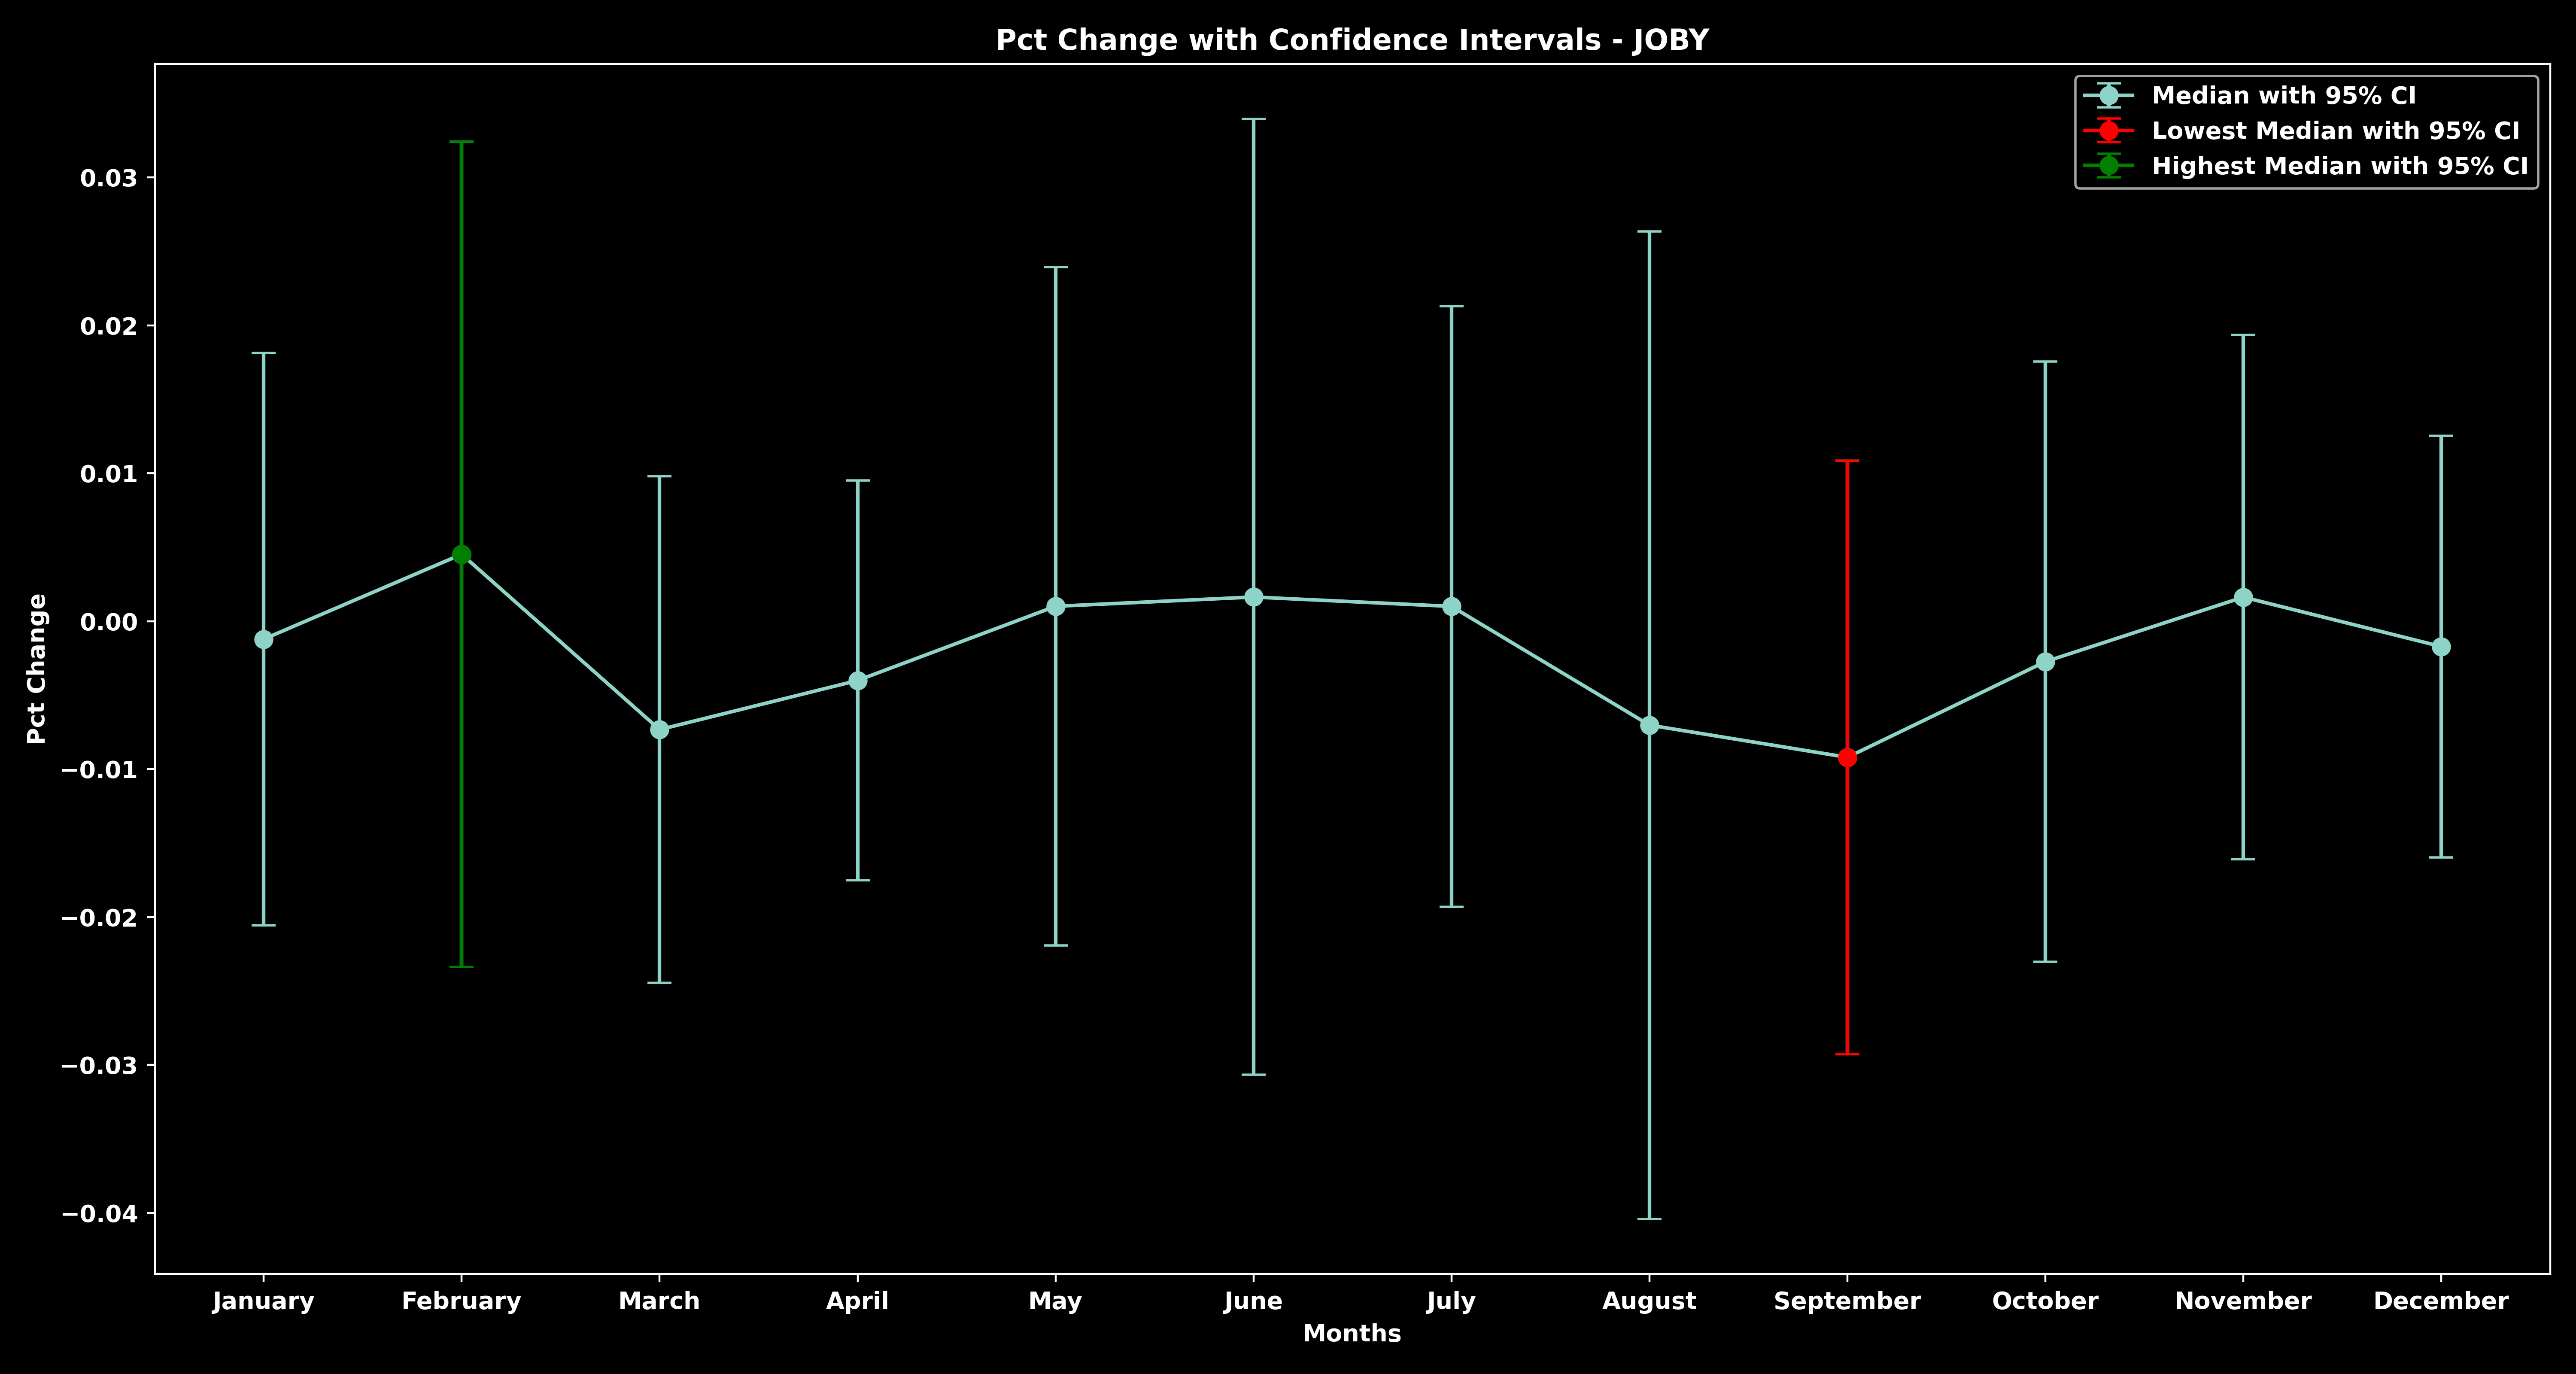 Pct Change with Confidence Intervals - JOBY
Median with 95% CI
Lowest Median with 95% CI
Highest Median with 95% CI
0.03
0.02
0.01
0.00
−0.01
−0.02
−0.03
−0.04
Pct Change
January February March April May June July August September October November December
Months